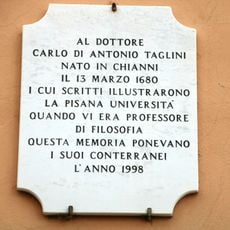 AL DOTTORE
CARLO DI ANTONIO TAGLINI
NATO IN CHIANNI
IL 13 MARZO 1680
I CUI SCRITTI ILLUSTRARONO
LA PISANA UNIVERSITÀ
QUANDO VI ERA PROFESSORE
DI FILOSOFIA
QUESTA MEMORIA PONEVANO
I SUOI CONTERRANEI
L'ANNO 1998